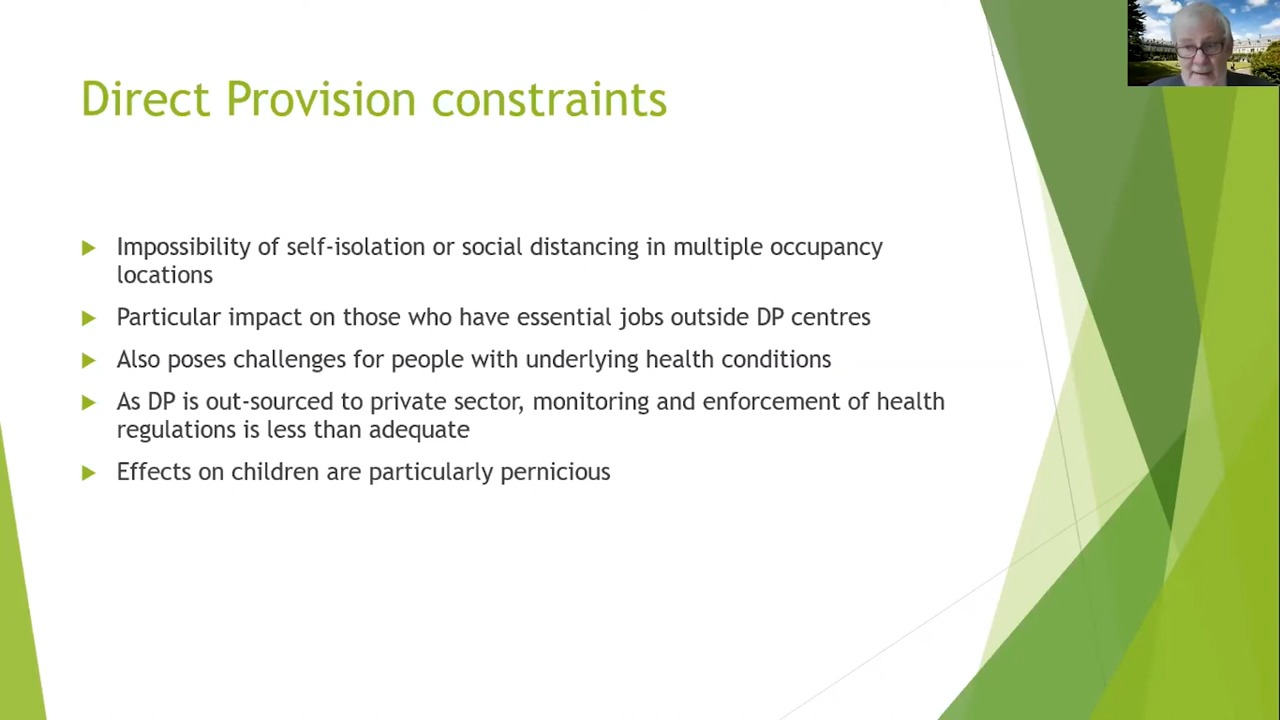 Direct Provision constraints
Impossibility of self-isolation or social distancing in multiple occupancy
locations
Particular impact on those who have essential jobs outside DP centres
Also poses challenges for people with underlying health conditions
As DP is out-sourced to private sector, monitoring and enforcement of health
regulations is less than adequate
Effects on children are particularly pernicious